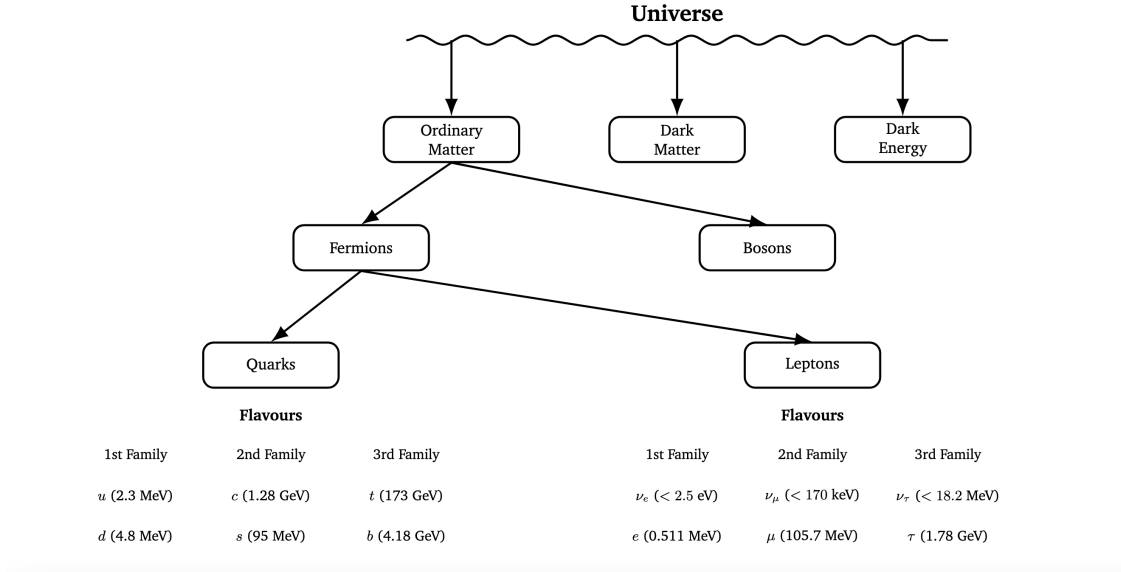 Universe
Ordinary Dark Dark
Matter Matter Energy
Fermions Bosons
Quarks Leptons
Flavours Flavours
1st Family 2nd Family 3rd Family 1st Family 2nd Family 3rd Family
u (2.3 MeV) c (1.28 GeV) t (173 GeV) νₑ (< 2.5 eV) ν_μ (< 170 keV) ν_τ (< 18.2 MeV)
d (4.8 MeV) s (95 MeV) b (4.18 GeV) e (0.511 MeV) μ (105.7 MeV) τ (1.78 GeV)